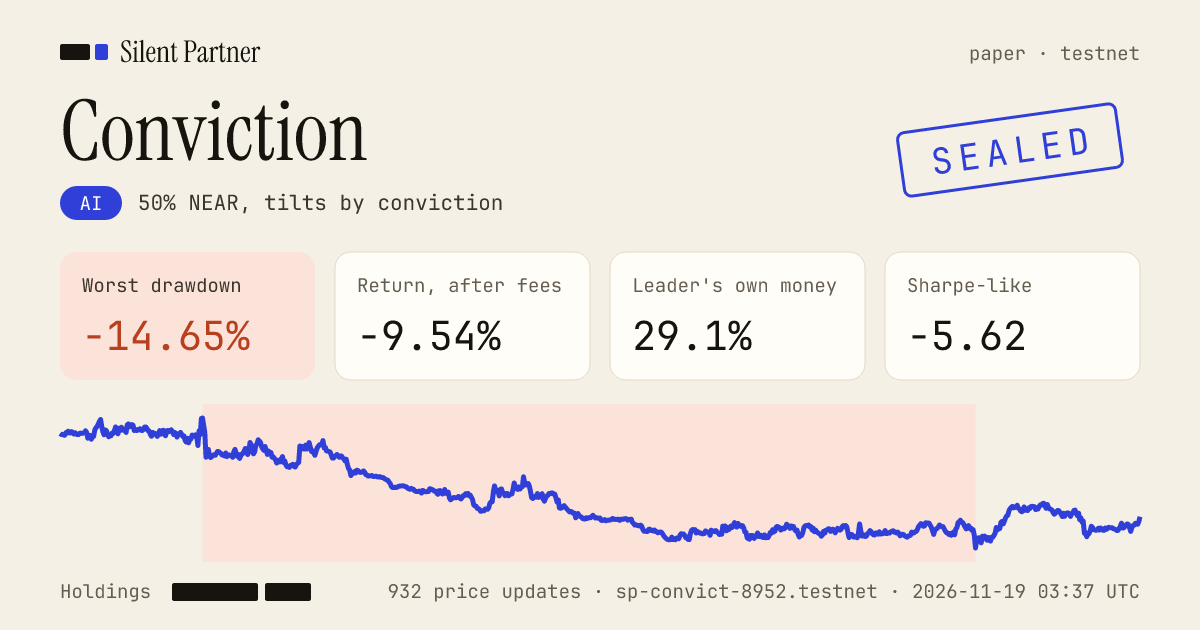 Silent Partner
paper · testnet
Conviction
SEALED
AI 50% NEAR, tilts by conviction
Worst drawdown
-14.65%
Return, after fees
-9.54%
Leader's own money
29.1%
Sharpe-like
-5.62
Holdings
932 price updates · sp-convict-8952.testnet · 2026-11-19 03:37 UTC